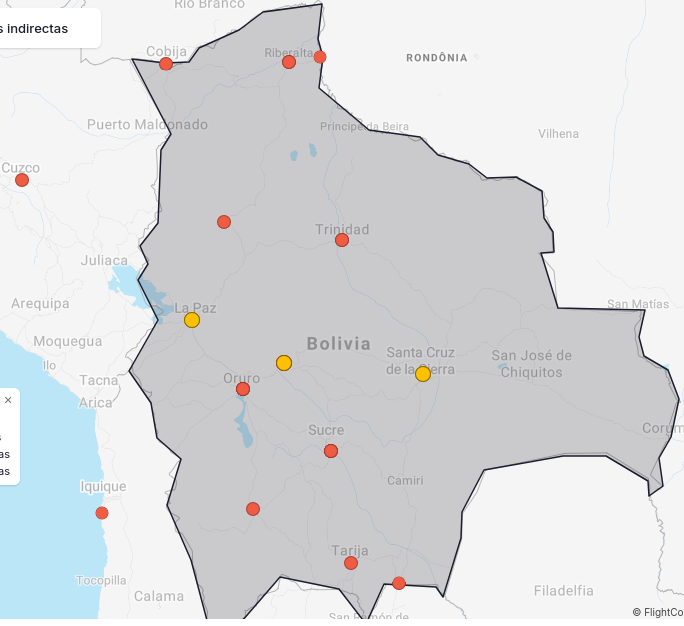 Rio Branco
s indirectas
Cobija
Riberalta
RONDÔNIA
Puerto Maldonado
Príncipe da Beira
Vilhena
Cuzco
Trinidad
Juliaca
Arequipa
La Paz
San Matías
Moquegua
Bolivia
Ilo
Santa Cruz
de la Sierra
San José de
Chiquitos
Tacna
Oruro
×
Arica
Sucre
Corum
s
as
as
Camiri
Iquique
Tarija
Tocopilla
Calama
Filadelfia
San Ramón de
© FlightCo